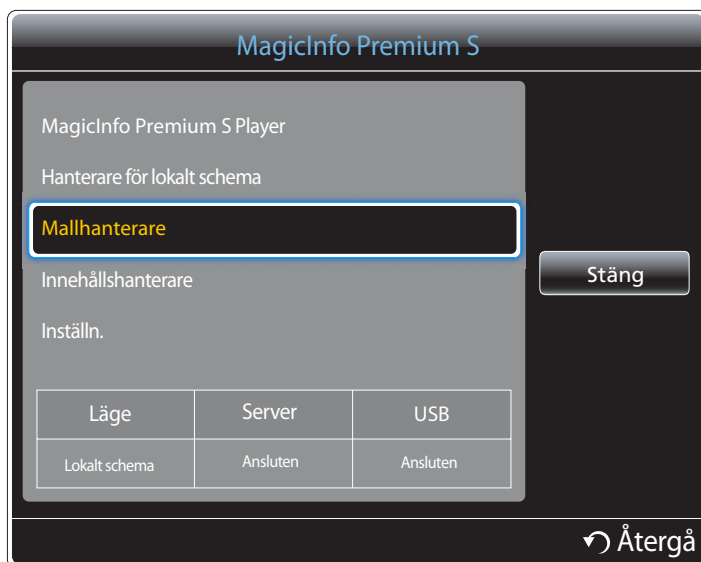 MagicInfo Premium S
MagicInfo Premium S Player
Hanterare för lokalt schema
Mallhanterare
Innehållshanterare
Inställn.
Stäng
Läge Server USB
Lokalt schema Ansluten Ansluten
Återgå